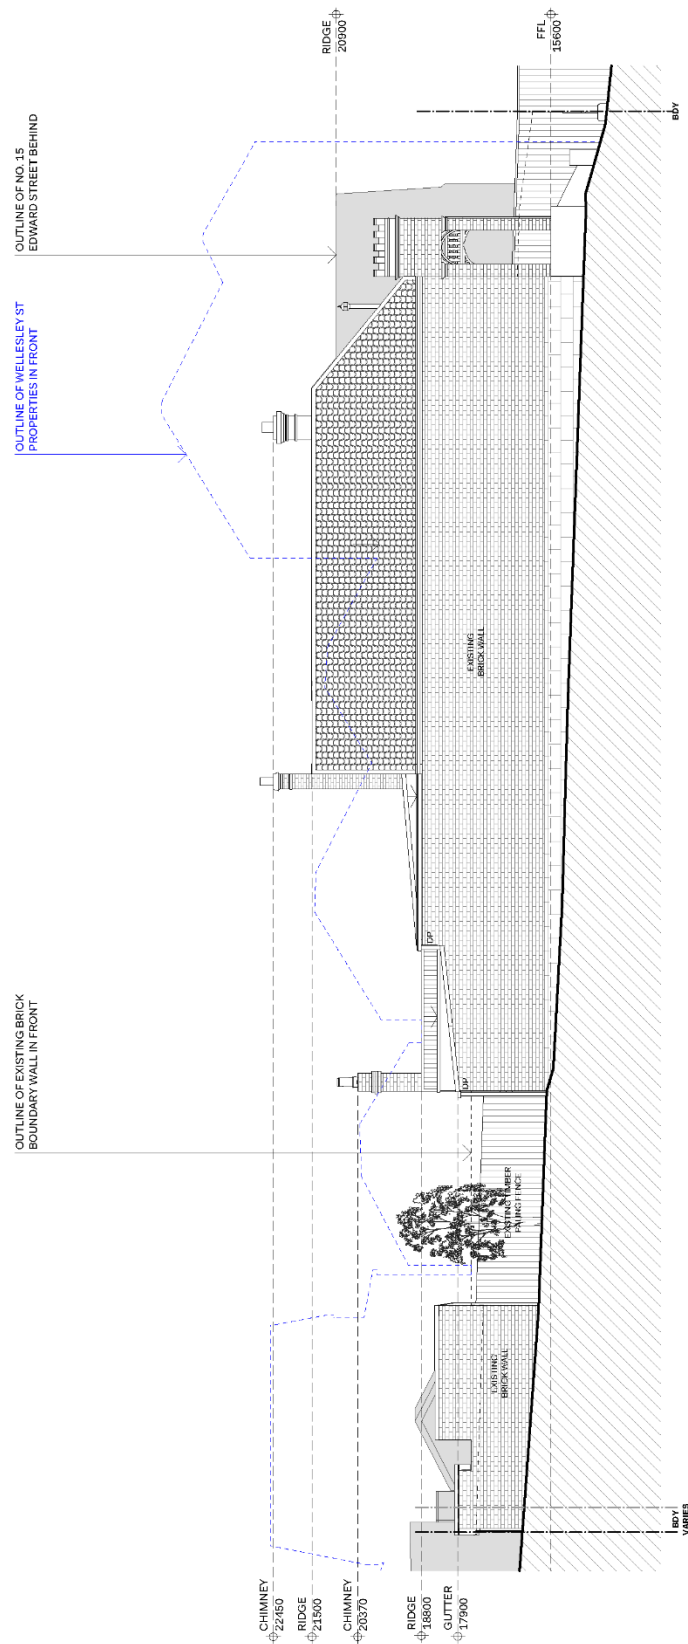 OUTLINE OF EXISTING BRICK
BOUNDARY WALL IN FRONT
OUTLINE OF WELLESLEY ST
PROPERTIES IN FRONT
OUTLINE OF NO. 15
EDWARD STREET BEHIND
CHIMNEY
22450
RIDGE
21500
CHIMNEY
20370
RIDGE
18800
GUTTER
17900
RIDGE
20900
FFL
15600
DP
DP
EXISTING
BRICK WALL
EXISTING TIMBER
PALING FENCE
EXISTING
BRICK WALL
BDY
VARIES
BDY